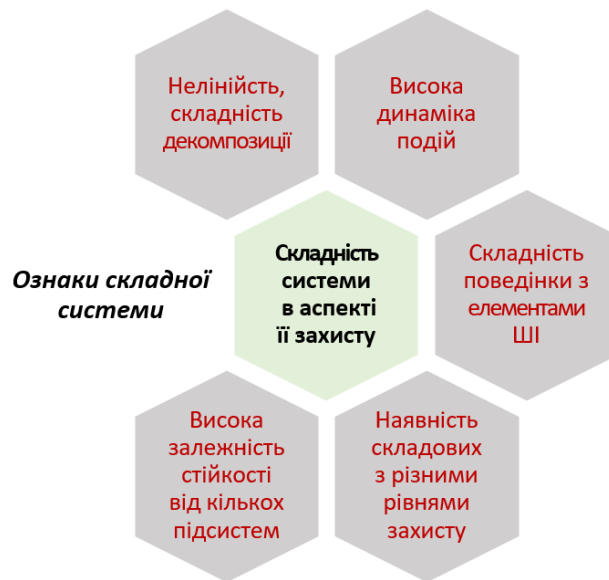 Нелінійсть,
складність
декомпозиції
Висока
динаміка
подій
Ознаки складної
системи
Складність
системи
в аспекті
її захисту
Складність
поведінки з
елементами
ШІ
Висока
залежність
стійкості
від кількох
підсистем
Наявність
складових
з різними
рівнями
захисту